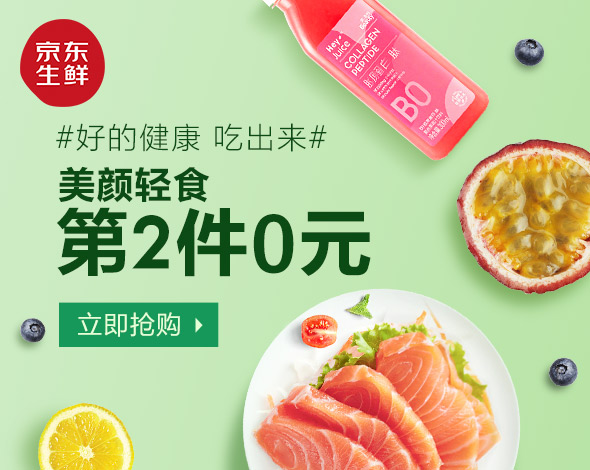 京东
生鲜
#好的健康 吃出来#
美颜轻食
第2件0元
立即抢购
Hey
Juice
COLLAGEN
PEPTIDE
BO